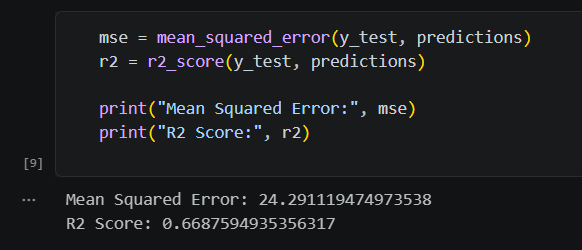 mse = mean_squared_error(y_test, predictions)
r2 = r2_score(y_test, predictions)
print("Mean Squared Error:", mse)
print("R2 Score:", r2)
[9]
...
Mean Squared Error: 24.291119474973538
R2 Score: 0.6687594935356317